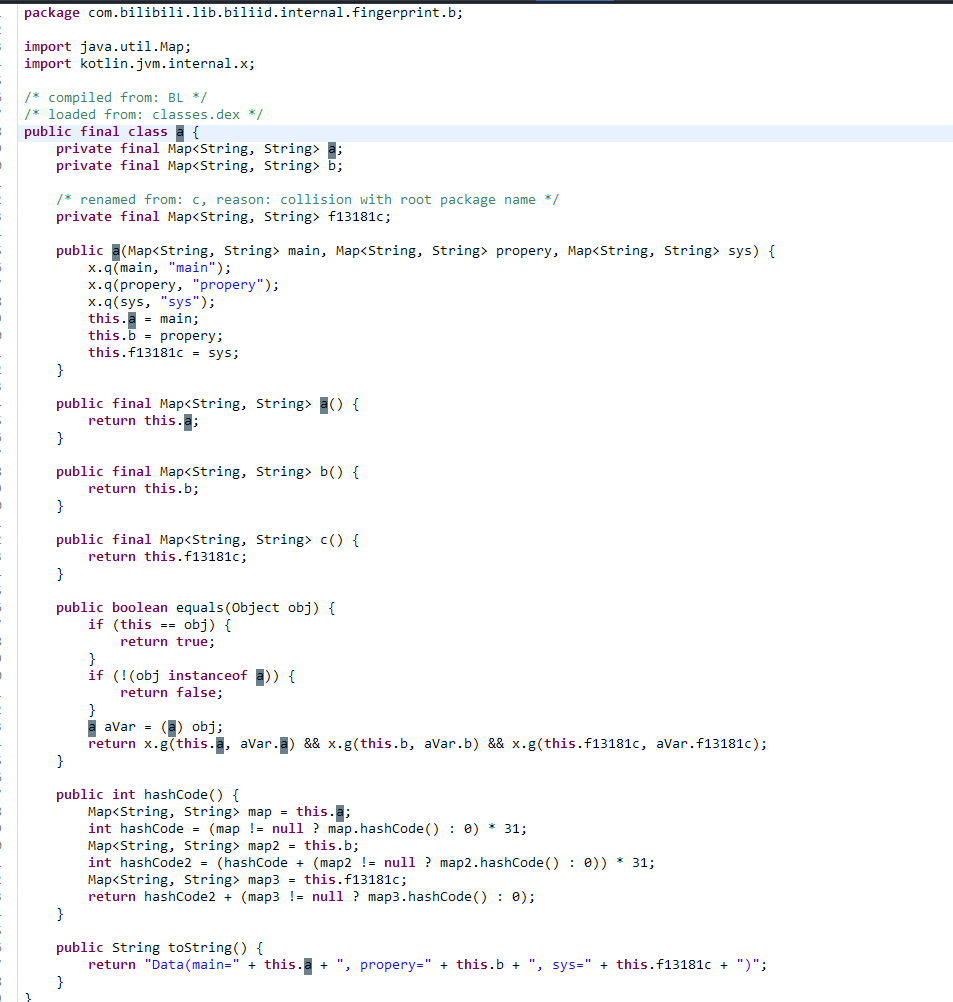 package com.bilibili.lib.biliid.internal.fingerprint.b;
import java.util.Map;
import kotlin.jvm.internal.x;
/* compiled from: BL */
/* loaded from: classes.dex */
public final class a {
    private final Map<String, String> a;
    private final Map<String, String> b;
    /* renamed from: c, reason: collision with root package name */
    private final Map<String, String> f13181c;
    public a(Map<String, String> main, Map<String, String> propery, Map<String, String> sys) {
        x.q(main, "main");
        x.q(propery, "propery");
        x.q(sys, "sys");
        this.a = main;
        this.b = propery;
        this.f13181c = sys;
    }
    public final Map<String, String> a() {
        return this.a;
    }
    public final Map<String, String> b() {
        return this.b;
    }
    public final Map<String, String> c() {
        return this.f13181c;
    }
    public boolean equals(Object obj) {
        if (this == obj) {
            return true;
        }
        if (!(obj instanceof a)) {
            return false;
        }
        a aVar = (a) obj;
        return x.g(this.a, aVar.a) && x.g(this.b, aVar.b) && x.g(this.f13181c, aVar.f13181c);
    }
    public int hashCode() {
        Map<String, String> map = this.a;
        int hashCode = (map != null ? map.hashCode() : 0) * 31;
        Map<String, String> map2 = this.b;
        int hashCode2 = (hashCode + (map2 != null ? map2.hashCode() : 0)) * 31;
        Map<String, String> map3 = this.f13181c;
        return hashCode2 + (map3 != null ? map3.hashCode() : 0);
    }
    public String toString() {
        return "Data(main=" + this.a + ", propery=" + this.b + ", sys=" + this.f13181c + ")";
    }
}